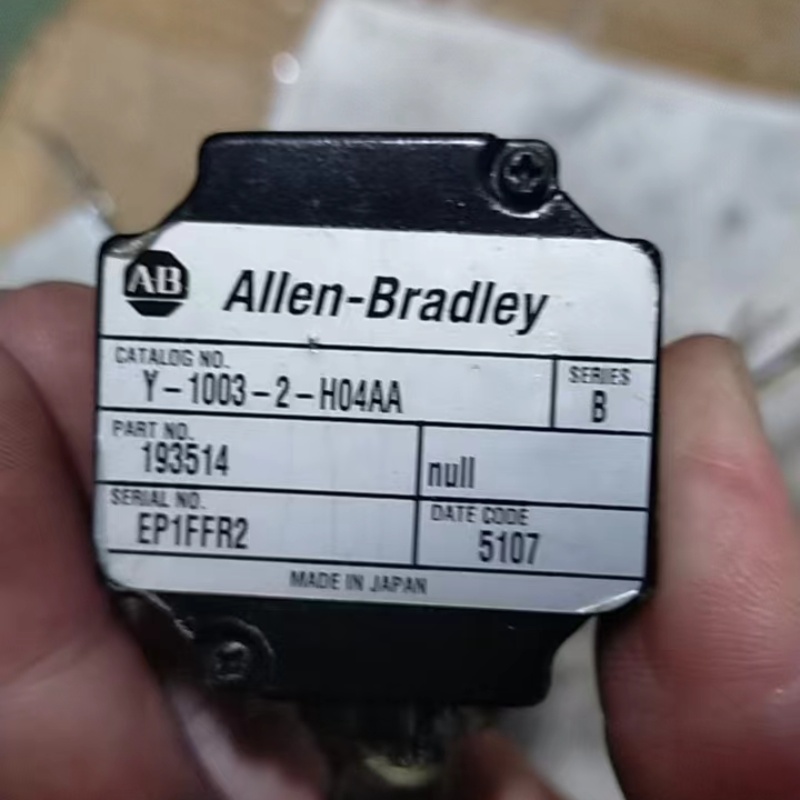 AB Allen-Bradley
CATALOG NO.
Y-1003-2-H04AA
SERIES
B
PART NO.
193514
null
SERIAL NO.
EP1FFR2
DATE CODE
5107
MADE IN JAPAN